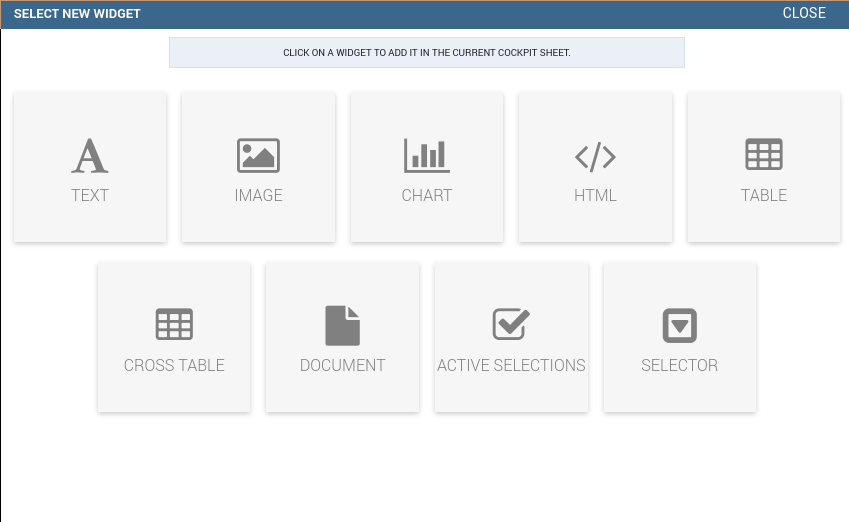 SELECT NEW WIDGET
CLOSE
CLICK ON A WIDGET TO ADD IT IN THE CURRENT COCKPIT SHEET.
TEXT
IMAGE
CHART
HTML
TABLE
CROSS TABLE
DOCUMENT
ACTIVE SELECTIONS
SELECTOR